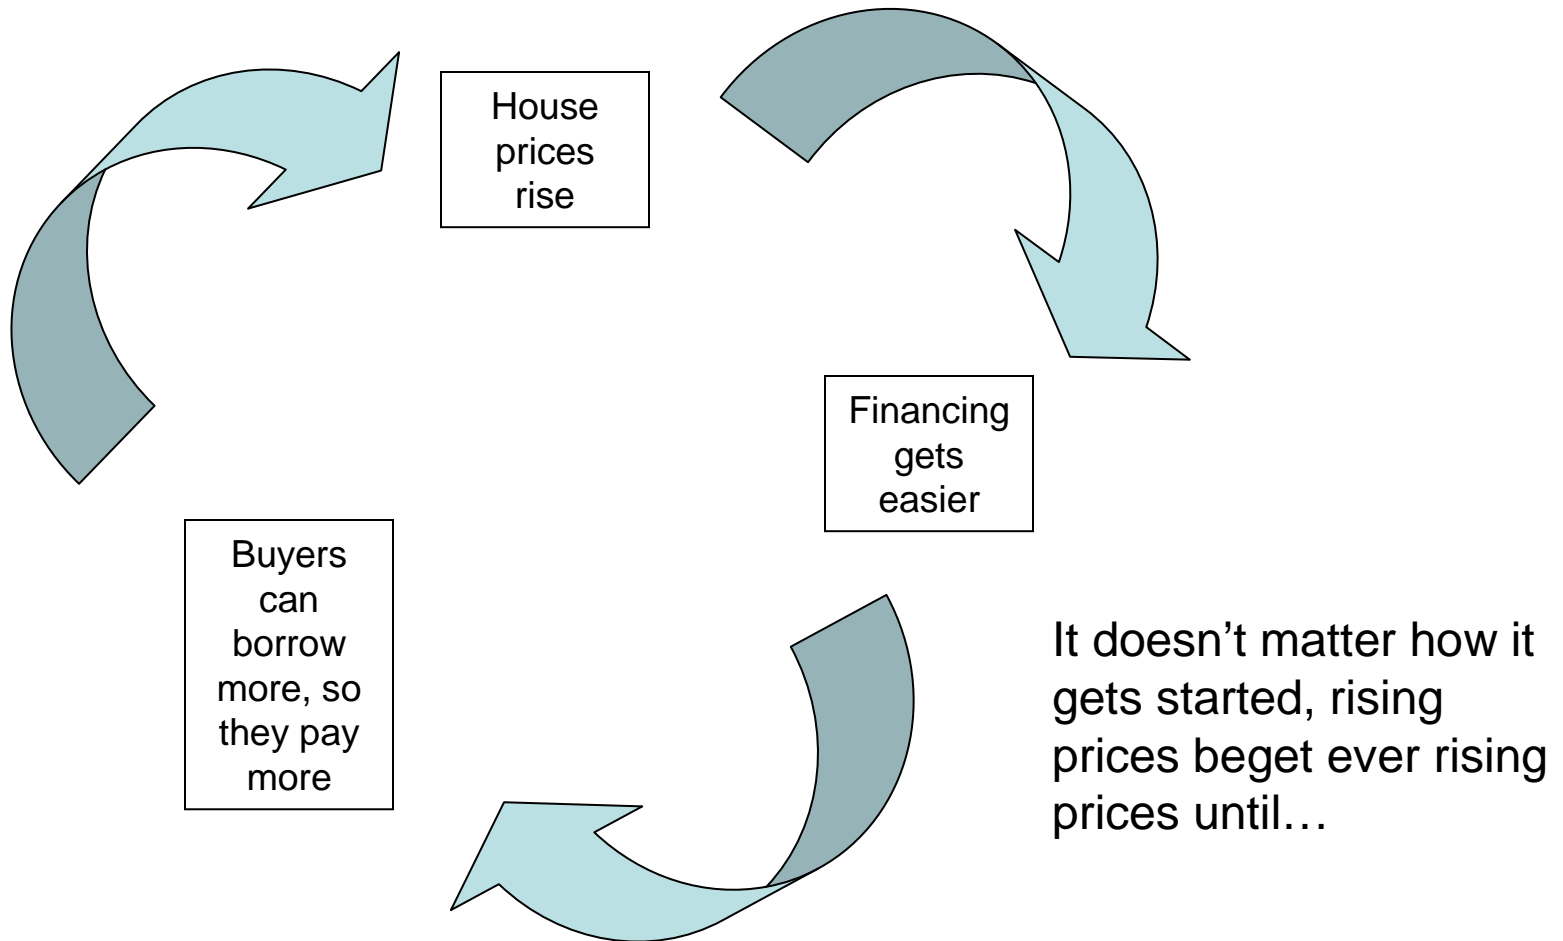 House
prices
rise
Financing
gets
easier
Buyers
can
borrow
more, so
they pay
more
It doesn’t matter how it
gets started, rising
prices beget ever rising
prices until…